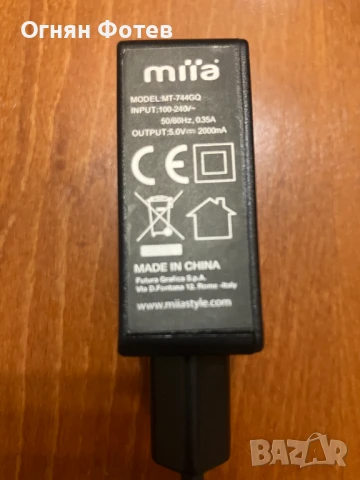 Огнян Фотев
miia
MODEL:MT-744GQ
INPUT:100-240V~
50/60Hz, 0.35A
OUTPUT:5.0V⎓ 2000mA
CE
MADE IN CHINA
Futura Grafica S.p.A.
Via D.Fontana 12, Rome -Italy
www.miiastyle.com
BAZAR